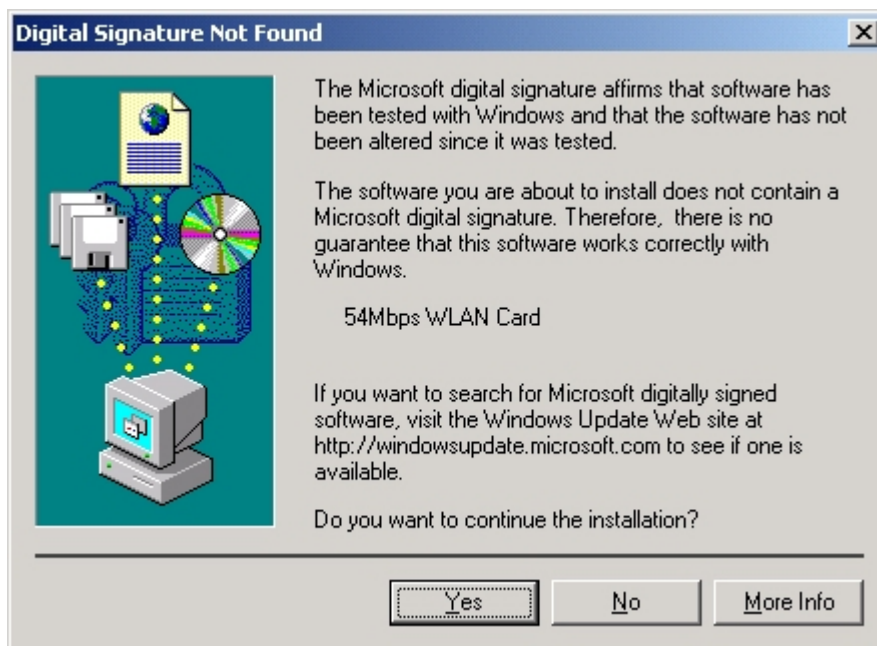 Digital Signature Not Found
The Microsoft digital signature affirms that software has
been tested with Windows and that the software has not
been altered since it was tested.
The software you are about to install does not contain a
Microsoft digital signature. Therefore,  there is no
guarantee that this software works correctly with
Windows.
54Mbps WLAN Card
If you want to search for Microsoft digitally signed
software, visit the Windows Update Web site at
http://windowsupdate.microsoft.com to see if one is
available.
Do you want to continue the installation?
Yes No More Info